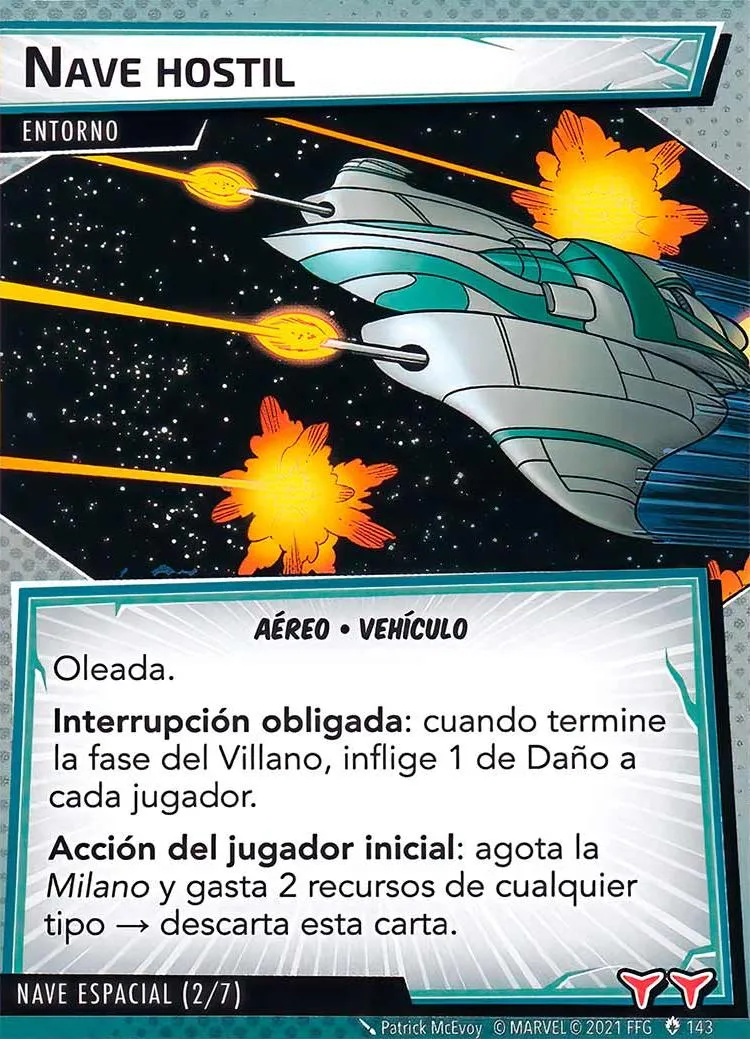 NAVE HOSTIL
ENTORNO
AÉREO • VEHÍCULO
Oleada.
Interrupción obligada: cuando termine
la fase del Villano, inflige 1 de Daño a
cada jugador.
Acción del jugador inicial: agota la
Milano y gasta 2 recursos de cualquier
tipo → descarta esta carta.
NAVE ESPACIAL (2/7)
Patrick McEvoy © MARVEL © 2021 FFG 143